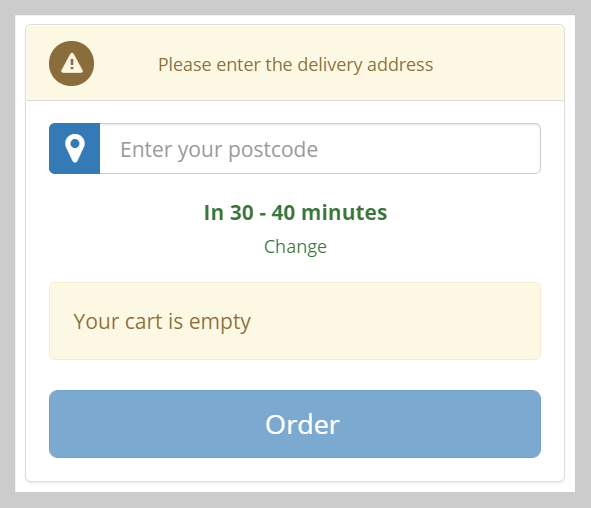 Please enter the delivery address
Enter your postcode
In 30 - 40 minutes
Change
Your cart is empty
Order